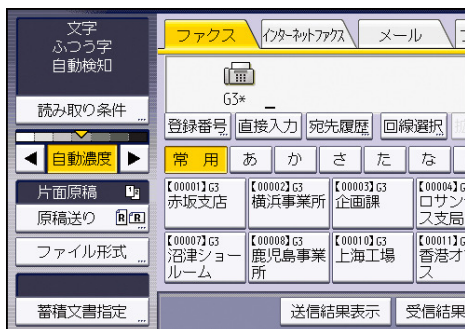 文字
ふつう字
自動検知
読み取り条件
自動濃度
片面原稿
原稿送り
ファイル形式
蓄積文書指定
ファクス
インターネットファクス
メール
G3*
_
登録番号
直接入力
宛先履歴
回線選択
常用
あ
か
さ
た
な
【00001】G3
赤坂支店
【00002】G3
横浜事業所
【00003】G3
企画課
【00004】G
ロサン
ス支局
【00007】G3
沼津ショー
ルーム
【00008】G3
鹿児島事業
所
【00010】G3
上海工場
【00011】G
香港オ
ス
送信結果表示
受信結果